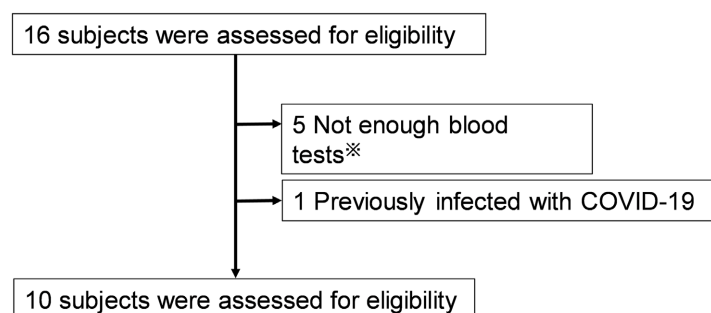 16 subjects were assessed for eligibility
5 Not enough blood
tests※
1 Previously infected with COVID-19
10 subjects were assessed for eligibility